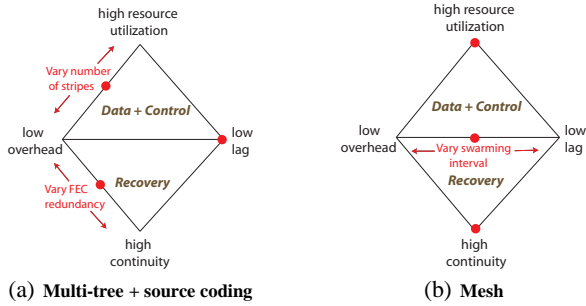 high resource
utilization
Vary number
of stripes
Data + Control
low
overhead
low
lag
Vary FEC
redundancy
Recovery
high
continuity
(a) Multi-tree + source coding
high resource
utilization
Data + Control
low
overhead
low
lag
Vary swarming
interval
Recovery
high
continuity
(b) Mesh